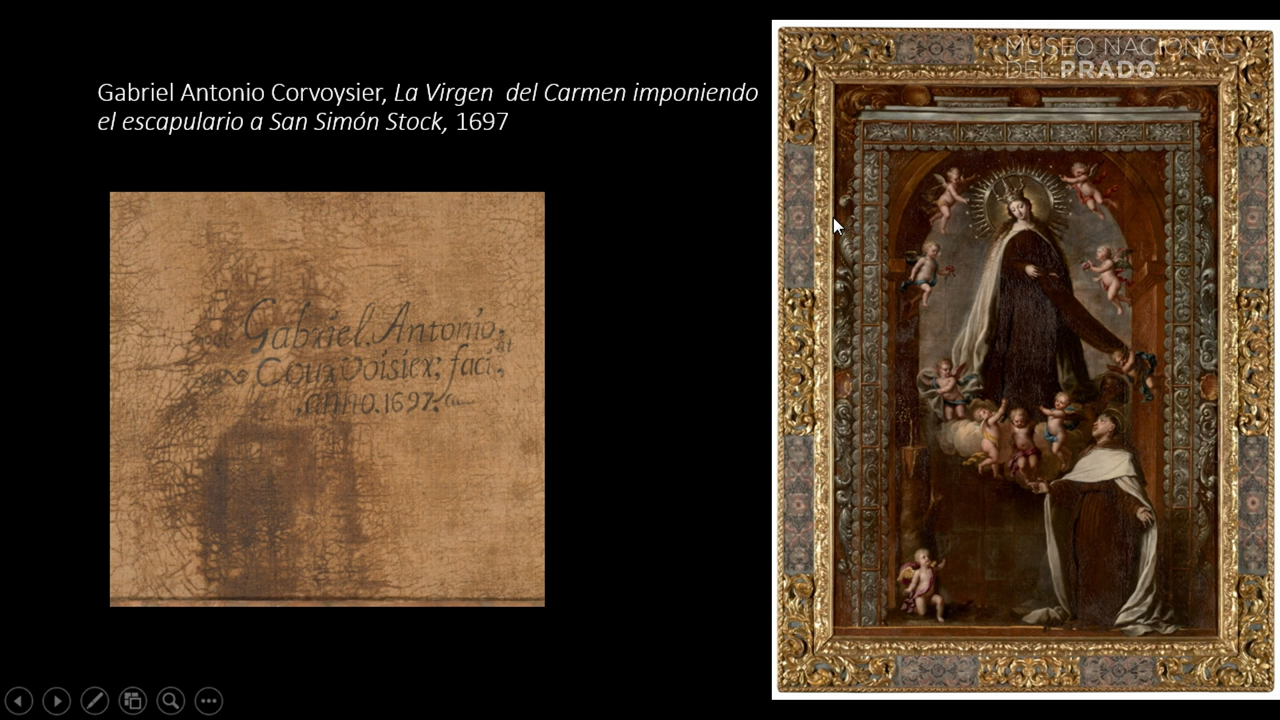 Gabriel Antonio Corvoysier, La Virgen del Carmen imponiendo
el escapulario a San Simón Stock, 1697
MUSEO NACIONAL
DEL PRADO
Gabriel. Antonio.
Courvoisier; faci,
anno. 1697.